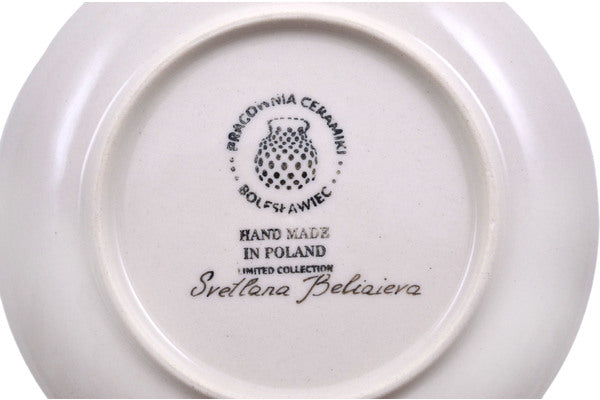 PRACOWNIA CERAMIKI
BOLESŁAWIEC
HAND MADE
IN POLAND
LIMITED COLLECTION
Svetlana Beliaieva